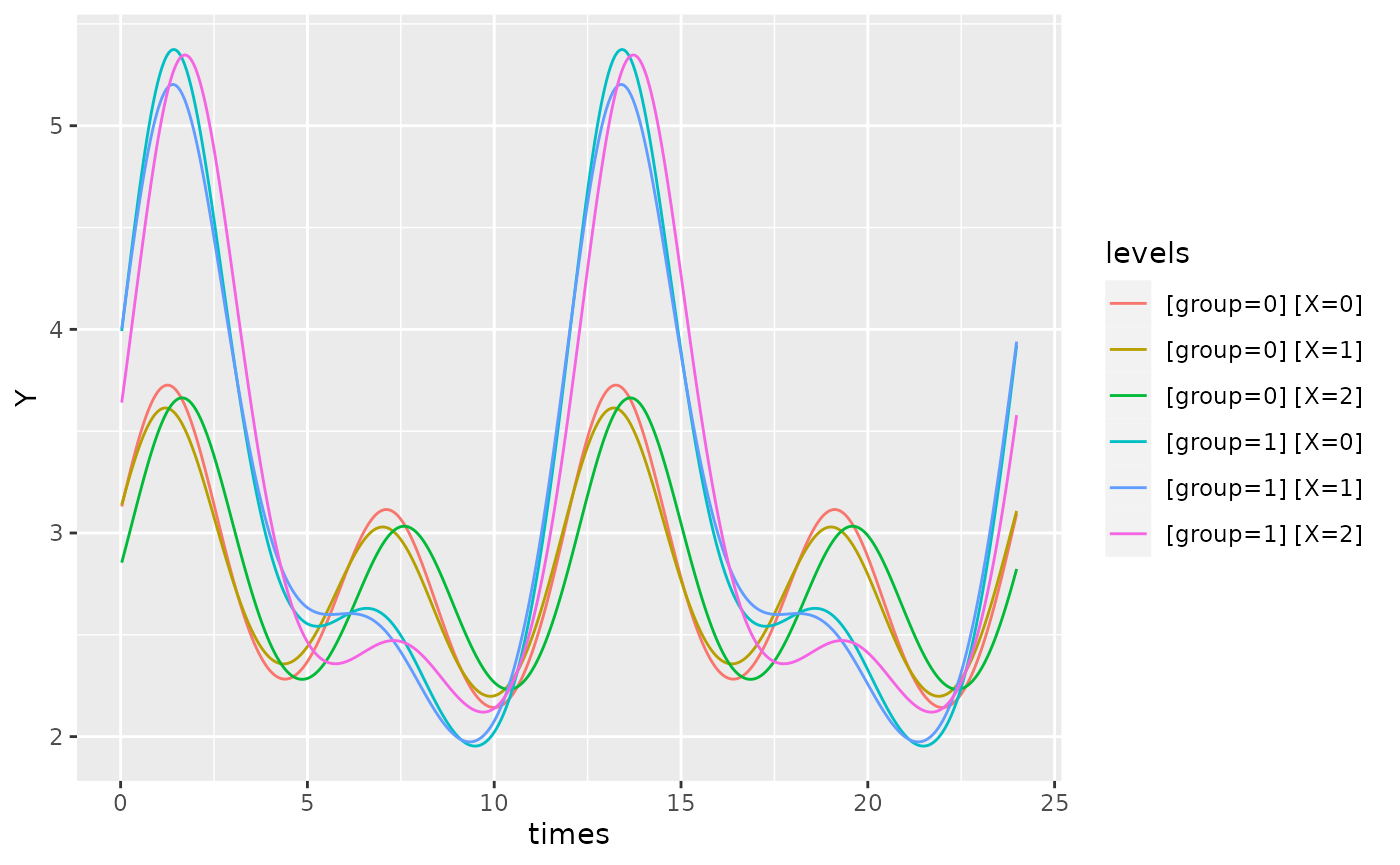 Y
5
4
3
2
0 5 10 15 20 25
times
levels
[group=0] [X=0]
[group=0] [X=1]
[group=0] [X=2]
[group=1] [X=0]
[group=1] [X=1]
[group=1] [X=2]